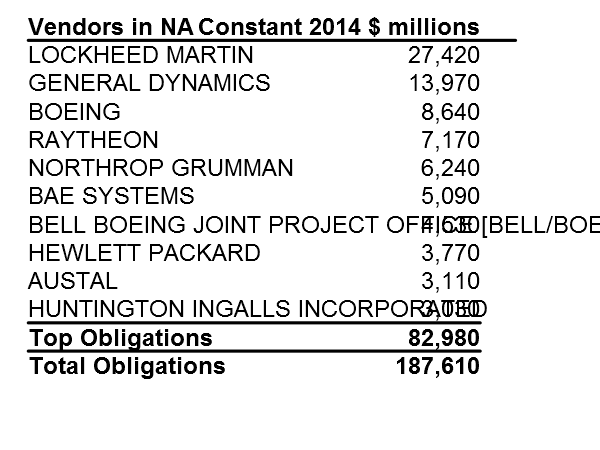 Vendors in NA Constant 2014 $ millions
LOCKHEED MARTIN 27,420
GENERAL DYNAMICS 13,970
BOEING 8,640
RAYTHEON 7,170
NORTHROP GRUMMAN 6,240
BAE SYSTEMS 5,090
BELL BOEING JOINT PROJECT OFFICE [BELL/BOE 4,530
HEWLETT PACKARD 3,770
AUSTAL 3,110
HUNTINGTON INGALLS INCORPORATED 3,030
Top Obligations 82,980
Total Obligations 187,610